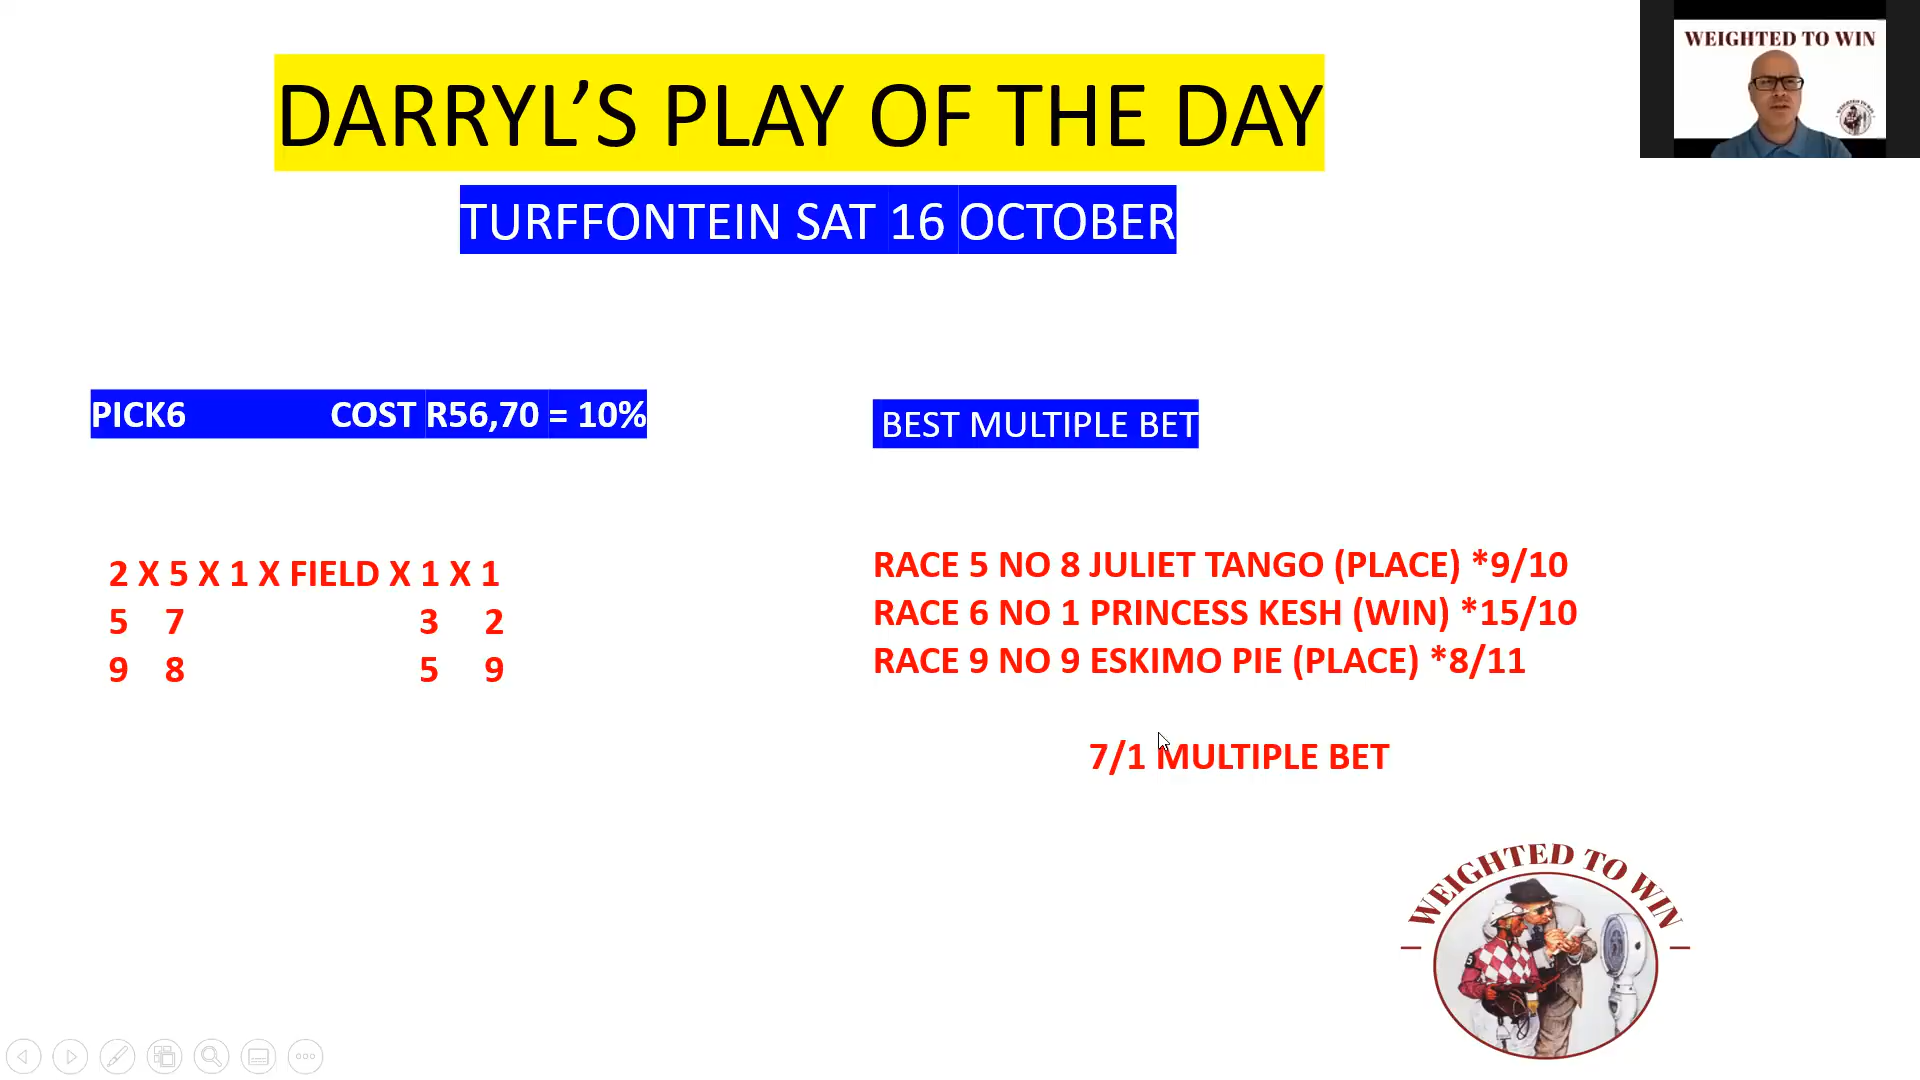 WEIGHTED TO WIN
DARRYL’S PLAY OF THE DAY
TURFFONTEIN SAT 16 OCTOBER
PICK6 COST R56,70 = 10%
2 X 5 X 1 X FIELD X 1 X 1
5 7 3 2
9 8 5 9
BEST MULTIPLE BET
RACE 5 NO 8 JULIET TANGO (PLACE) *9/10
RACE 6 NO 1 PRINCESS KESH (WIN) *15/10
RACE 9 NO 9 ESKIMO PIE (PLACE) *8/11
7/1 MULTIPLE BET
WEIGHTED TO WIN